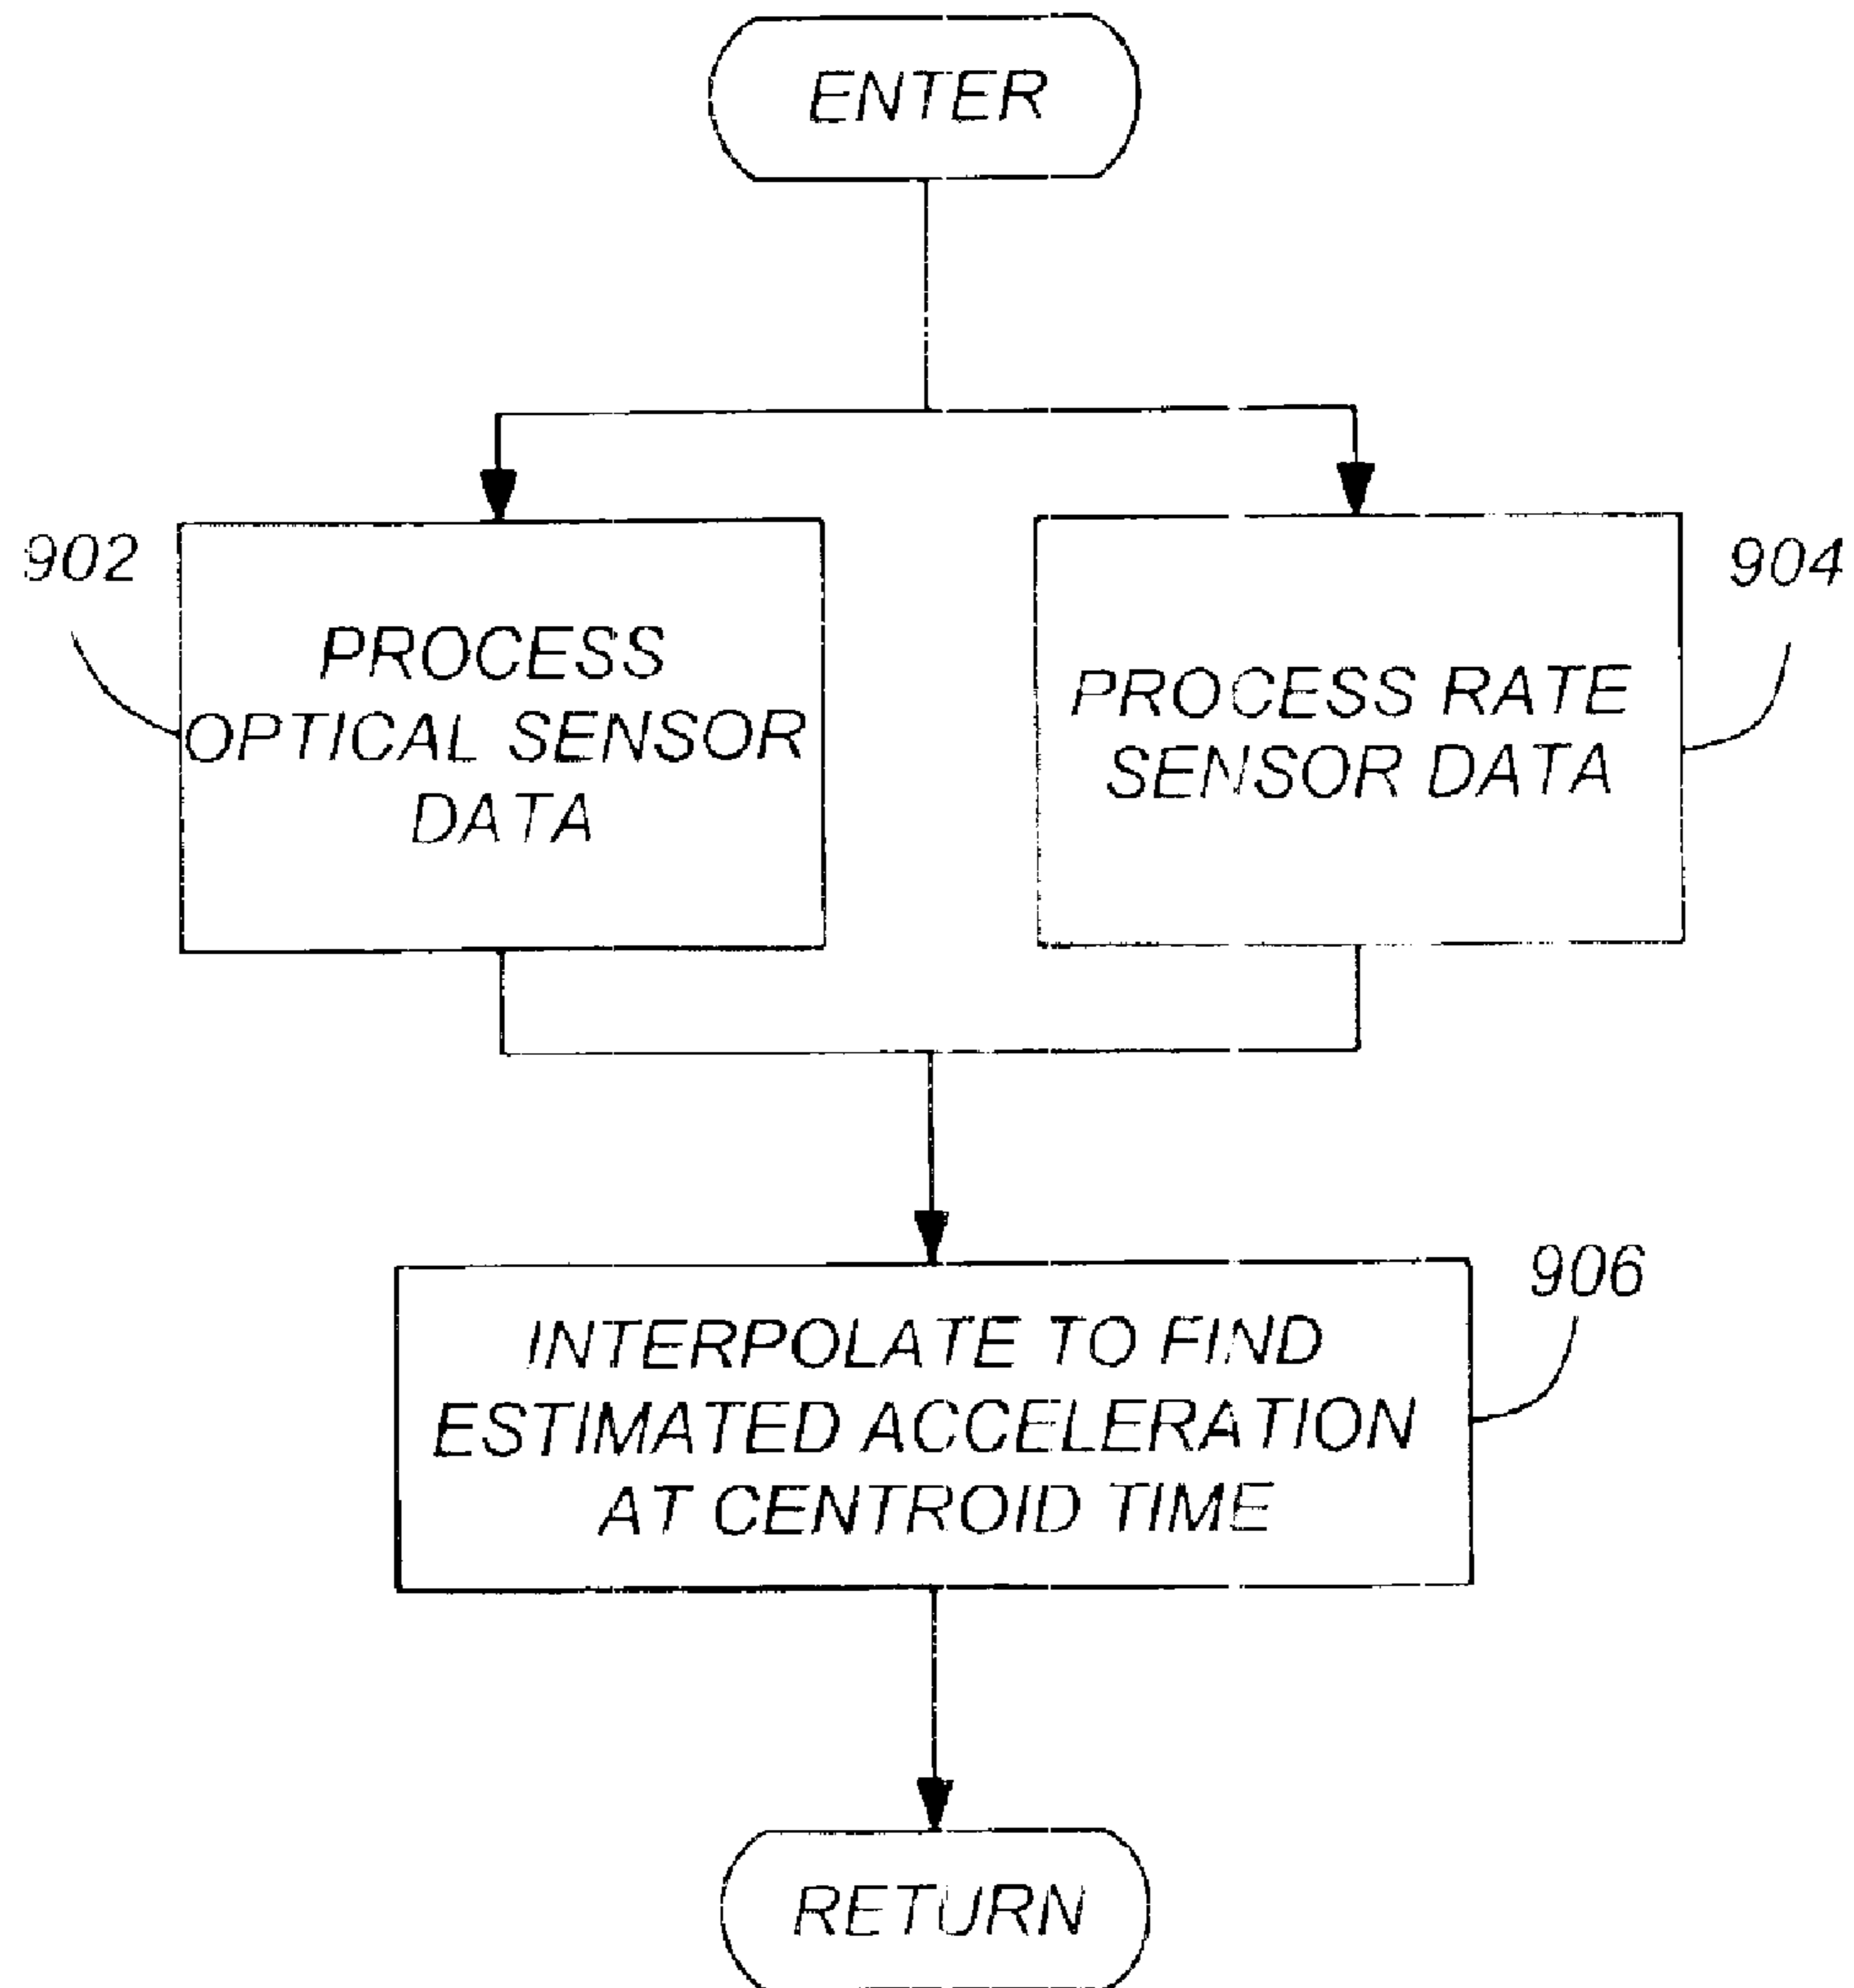 ENTER
902
PROCESS
OPTICAL SENSOR
DATA
904
PROCESS RATE
SENSOR DATA
906
INTERPOLATE TO FIND
ESTIMATED ACCELERATION
AT CENTROID TIME
RETURN